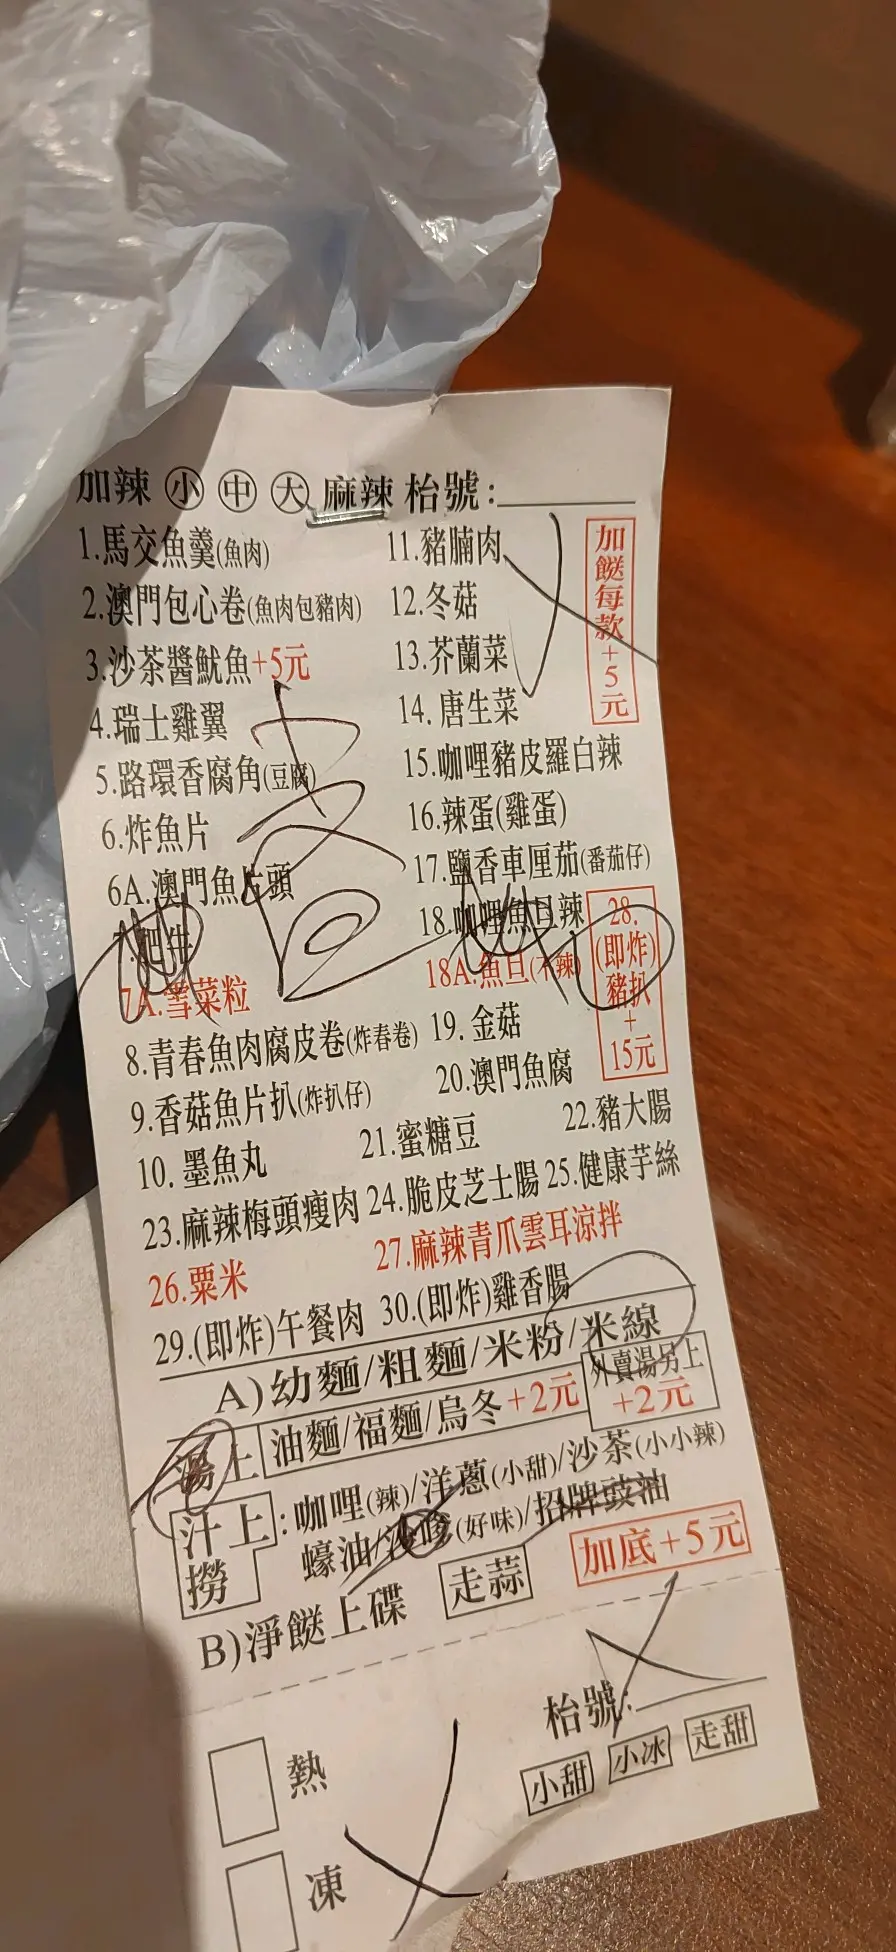 加辣 小 中 大 麻辣 枱號:
1.馬交魚羹(魚肉)
11.豬腩肉
加餸每款+5元
2.澳門包心卷(魚肉包豬肉)
12.冬菇
3.沙茶醬魷魚+5元
13.芥蘭菜
4.瑞士雞翼
14.唐生菜
5.路環香腐角(豆腐)
15.咖哩豬皮羅白辣
6.炸魚片
16.辣蛋(雞蛋)
6A.澳門魚片頭
17.鹽香車厘茄(番茄仔)
7.肥牛
18.咖哩魚旦辣
28.(即炸)豬扒+15元
7A.雪菜粒
18A.魚旦(不辣)
8.青春魚肉腐皮卷(炸春卷)
19.金菇
9.香菇魚片扒(炸扒仔)
20.澳門魚腐
10.墨魚丸
21.蜜糖豆
22.豬大腸
23.麻辣梅頭瘦肉
24.脆皮芝士腸
25.健康芋絲
26.粟米
27.麻辣青爪雲耳涼拌
29.(即炸)午餐肉
30.(即炸)雞香腸
A)幼麵/粗麵/米粉/米線
湯上
油麵/福麵/烏冬+2元
外賣湯另上+2元
汁上:咖哩(辣)/洋蔥(小甜)/沙茶(小小辣)
撈
蠔油/沙嗲(好味)/招牌豉油
B)淨餸上碟
走蒜
加底+5元
枱號:
熱
小甜 小冰 走甜
凍